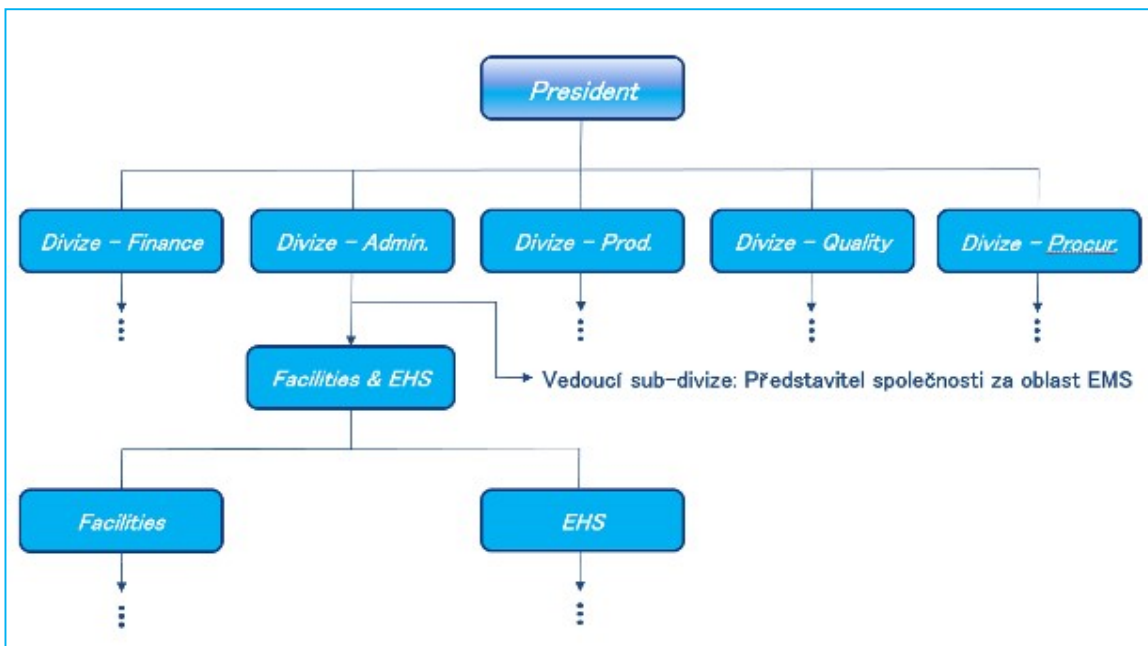 President
Divize - Finance
Divize - Admin.
Divize - Prod.
Divize - Quality
Divize - Procur.
Facilities & EHS
Vedoucí sub-divize: Představitel společnosti za oblast EMS
Facilities
EHS